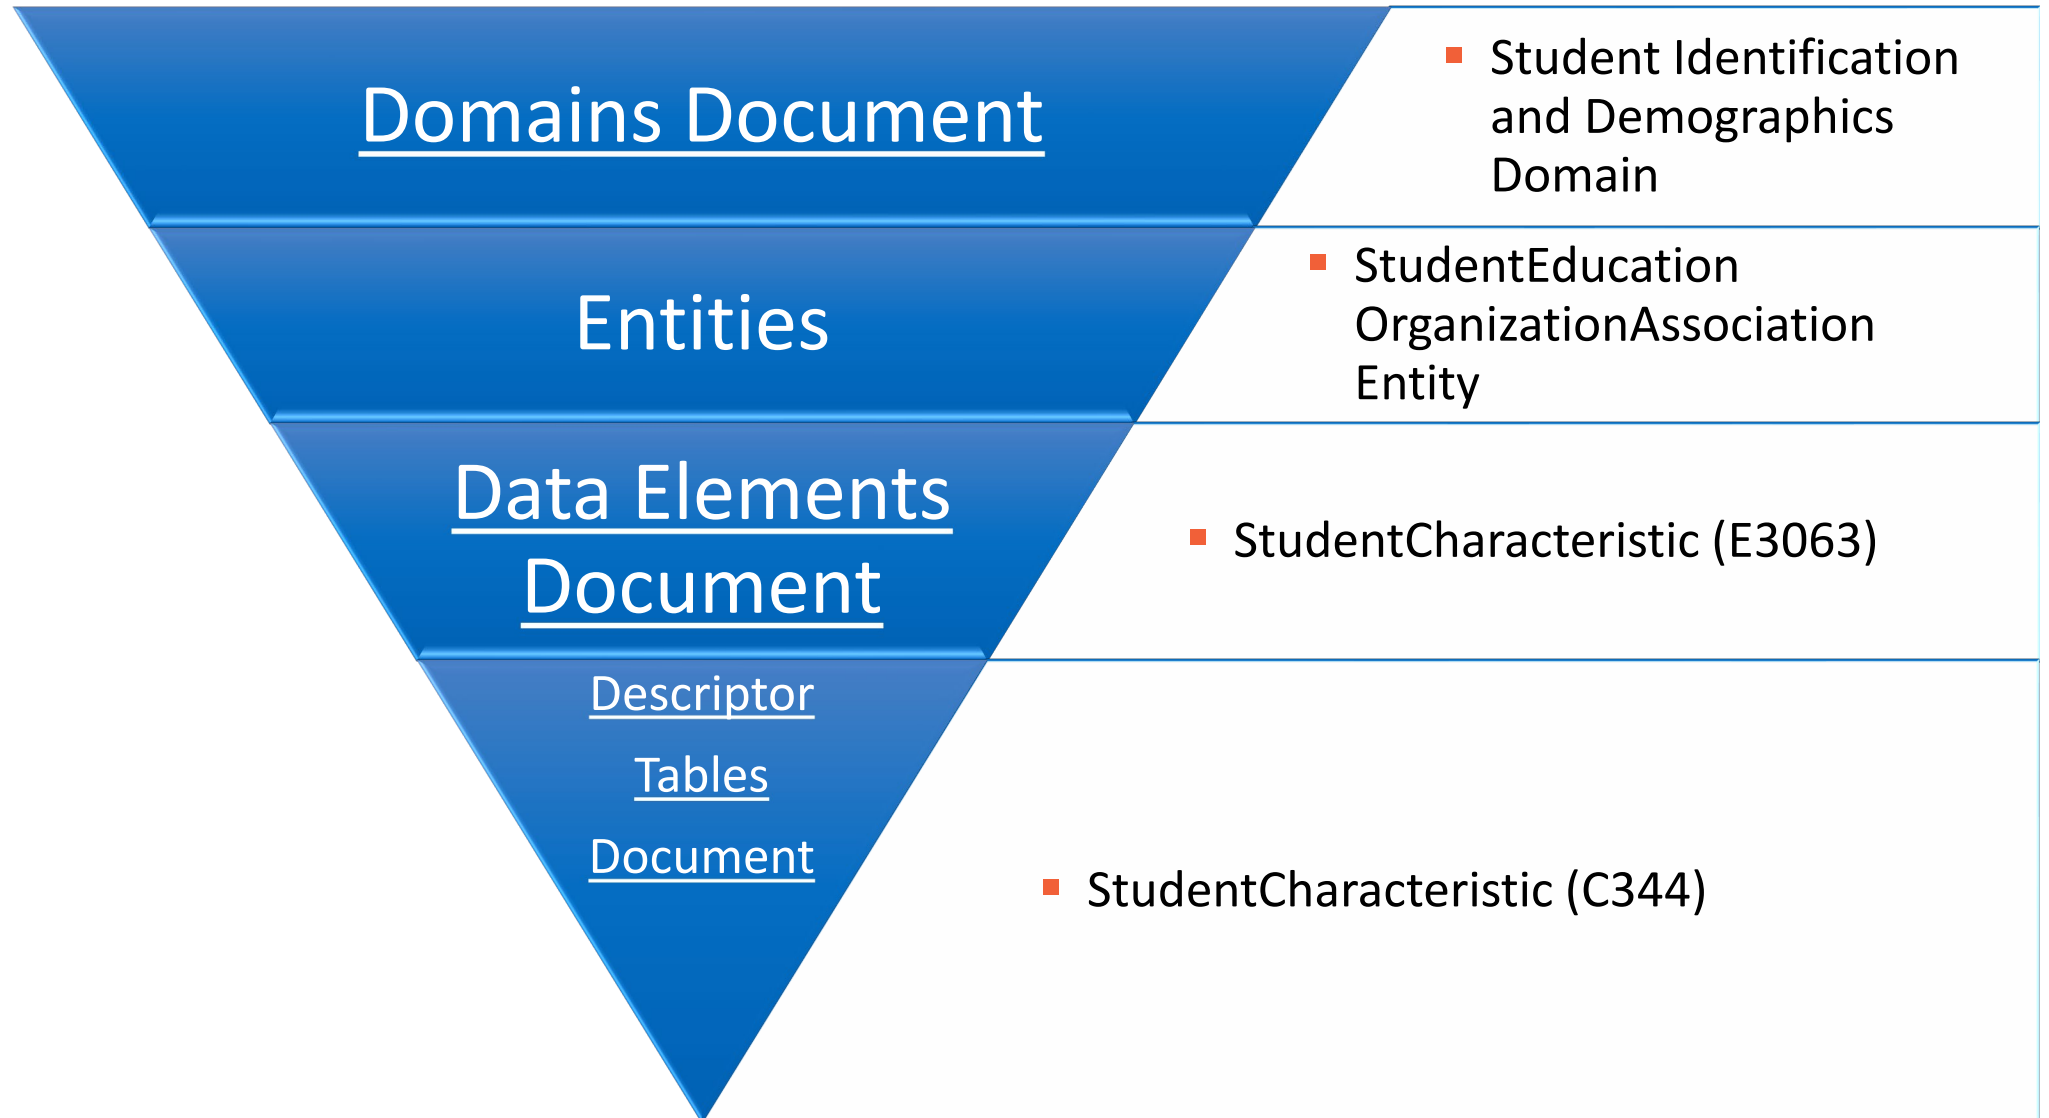 Domains Document
Student Identification
and Demographics
Domain
Entities
StudentEducation
OrganizationAssociation
Entity
Data Elements
Document
StudentCharacteristic (E3063)
Descriptor
Tables
Document
StudentCharacteristic (C344)